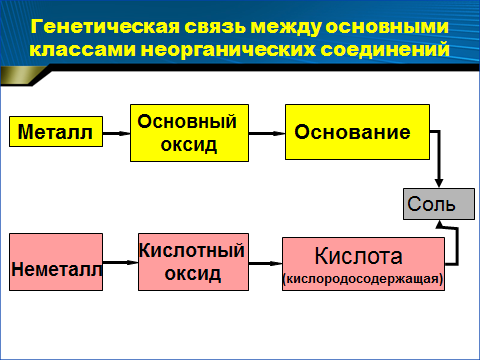 Генетическая связь между основными
классами неорганических соединений
Металл
Основный
оксид
Основание
Соль
Неметалл
Кислотный
оксид
Кислота
(кислородосодержащая)